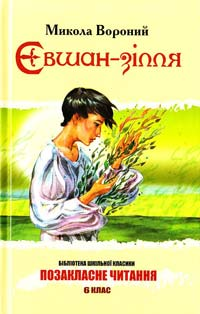 Микола Вороний
Євшан-зілля
БІБЛІОТЕКА ШКІЛЬНОЇ КЛАСИКИ
ПОЗАКЛАСНЕ ЧИТАННЯ
6 КЛАС